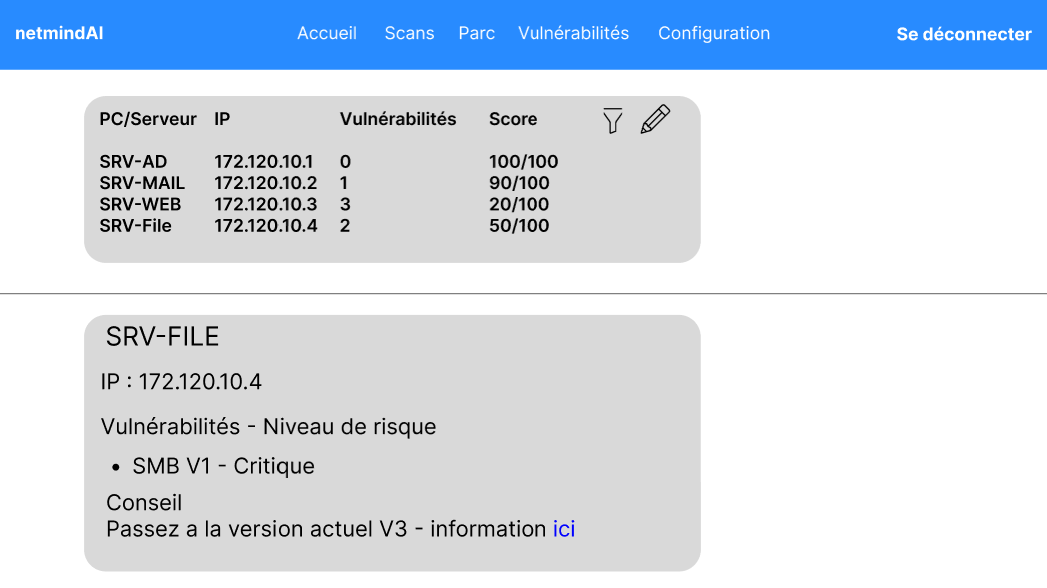 netmindAI Accueil Scans Parc Vulnérabilités Configuration Se déconnecter
PC/Serveur IP Vulnérabilités Score
SRV-AD 172.120.10.1 0 100/100
SRV-MAIL 172.120.10.2 1 90/100
SRV-WEB 172.120.10.3 3 20/100
SRV-File 172.120.10.4 2 50/100
SRV-FILE
IP : 172.120.10.4
Vulnérabilités - Niveau de risque
• SMB V1 - Critique
Conseil
Passez a la version actuel V3 - information ici